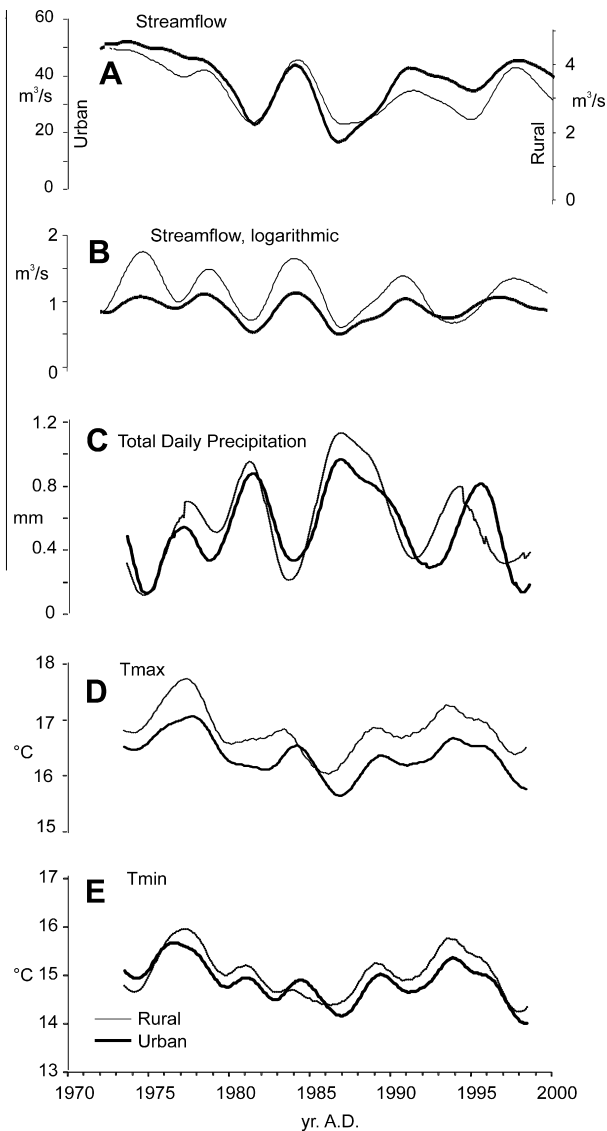 Streamflow
60
A
40
m³/s
20
Urban
0
4
m³/s
2
Rural
0
Streamflow, logarithmic
B
2
m³/s
1
0
C
Total Daily Precipitation
1.2
0.8
mm
0.4
0
Tmax
D
18
17
°C
16
15
Tmin
E
17
16
°C
15
14
13
Rural
Urban
1970 1975 1980 1985 1990 1995 2000
yr. A.D.